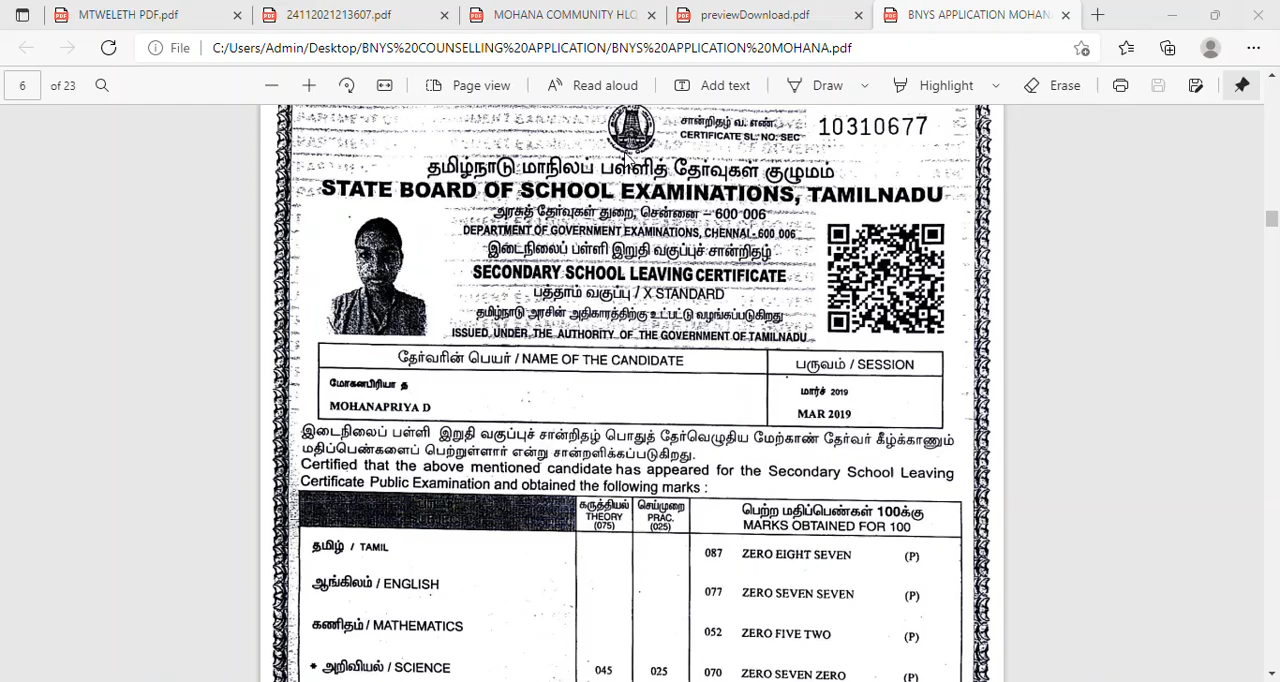 MTWELETH PDF.pdf
24112021213607.pdf
MOHANA COMMUNITY HLC
previewDownload.pdf
BNYS APPLICATION MOHAN
File
C:/Users/Admin/Desktop/BNYS%20COUNSELLING%20APPLICATION/BNYS%20APPLICATION%20MOHANA.pdf
6 of 23
Page view
Read aloud
Add text
Draw
Highlight
Erase
சான்றிதழ் வ. எண்.
CERTIFICATE SL. NO. SEC
10310677
தமிழ்நாடு மாநிலப் பள்ளித் தேர்வுகள் குழுமம்
STATE BOARD OF SCHOOL EXAMINATIONS, TAMILNADU
அரசுத் தேர்வுகள் துறை, சென்னை – 600 006
DEPARTMENT OF GOVERNMENT EXAMINATIONS, CHENNAI - 600 006
இடைநிலைப் பள்ளி இறுதி வகுப்புச் சான்றிதழ்
SECONDARY SCHOOL LEAVING CERTIFICATE
பத்தாம் வகுப்பு / X STANDARD
தமிழ்நாடு அரசின் அதிகாரத்திற்கு உட்பட்டு வழங்கப்படுகிறது
ISSUED UNDER THE AUTHORITY OF THE GOVERNMENT OF TAMILNADU
தேர்வரின் பெயர் / NAME OF THE CANDIDATE
பருவம் / SESSION
மோகனபிரியா த
MOHANAPRIYA D
மார்ச் 2019
MAR 2019
இடைநிலைப் பள்ளி இறுதி வகுப்புச் சான்றிதழ் பொதுத் தேர்வெழுதிய மேற்காண் தேர்வர் கீழ்க்காணும்
மதிப்பெண்களைப் பெற்றுள்ளார் என்று சான்றளிக்கப்படுகிறது.
Certified that the above mentioned candidate has appeared for the Secondary School Leaving
Certificate Public Examination and obtained the following marks :
கருத்தியல்
THEORY
(075)
செய்முறை
PRAC.
(025)
பெற்ற மதிப்பெண்கள் 100க்கு
MARKS OBTAINED FOR 100
தமிழ் / TAMIL 087 ZERO EIGHT SEVEN (P)
ஆங்கிலம் / ENGLISH 077 ZERO SEVEN SEVEN (P)
கணிதம் / MATHEMATICS 052 ZERO FIVE TWO (P)
* அறிவியல் / SCIENCE 045 025 070 ZERO SEVEN ZERO (P)